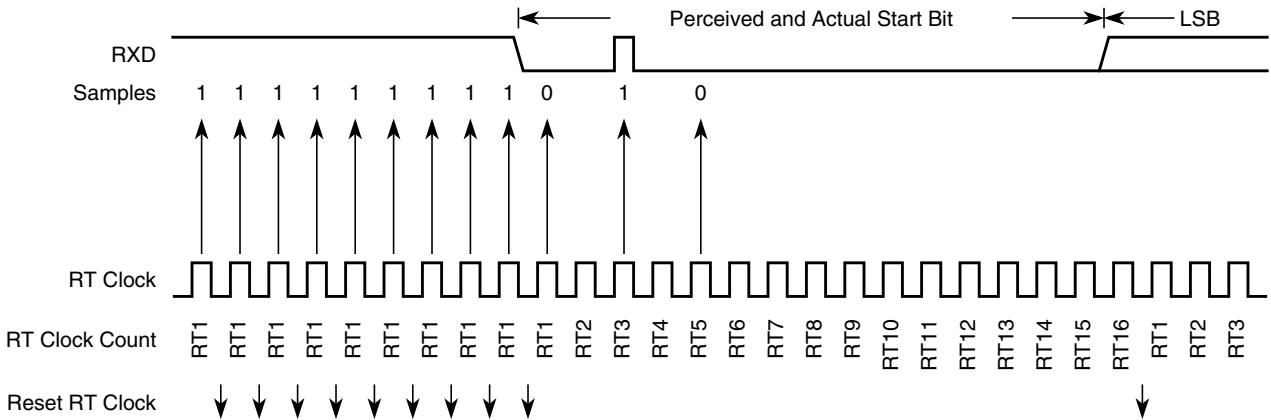 Perceived and Actual Start Bit LSB
RXD
Samples 1 1 1 1 1 1 1 1 1 0 1 0
RT Clock
RT Clock Count RT1 RT1 RT1 RT1 RT1 RT1 RT1 RT1 RT1 RT1 RT2 RT3 RT4 RT5 RT6 RT7 RT8 RT9 RT10 RT11 RT12 RT13 RT14 RT15 RT16 RT1 RT2 RT3
Reset RT Clock